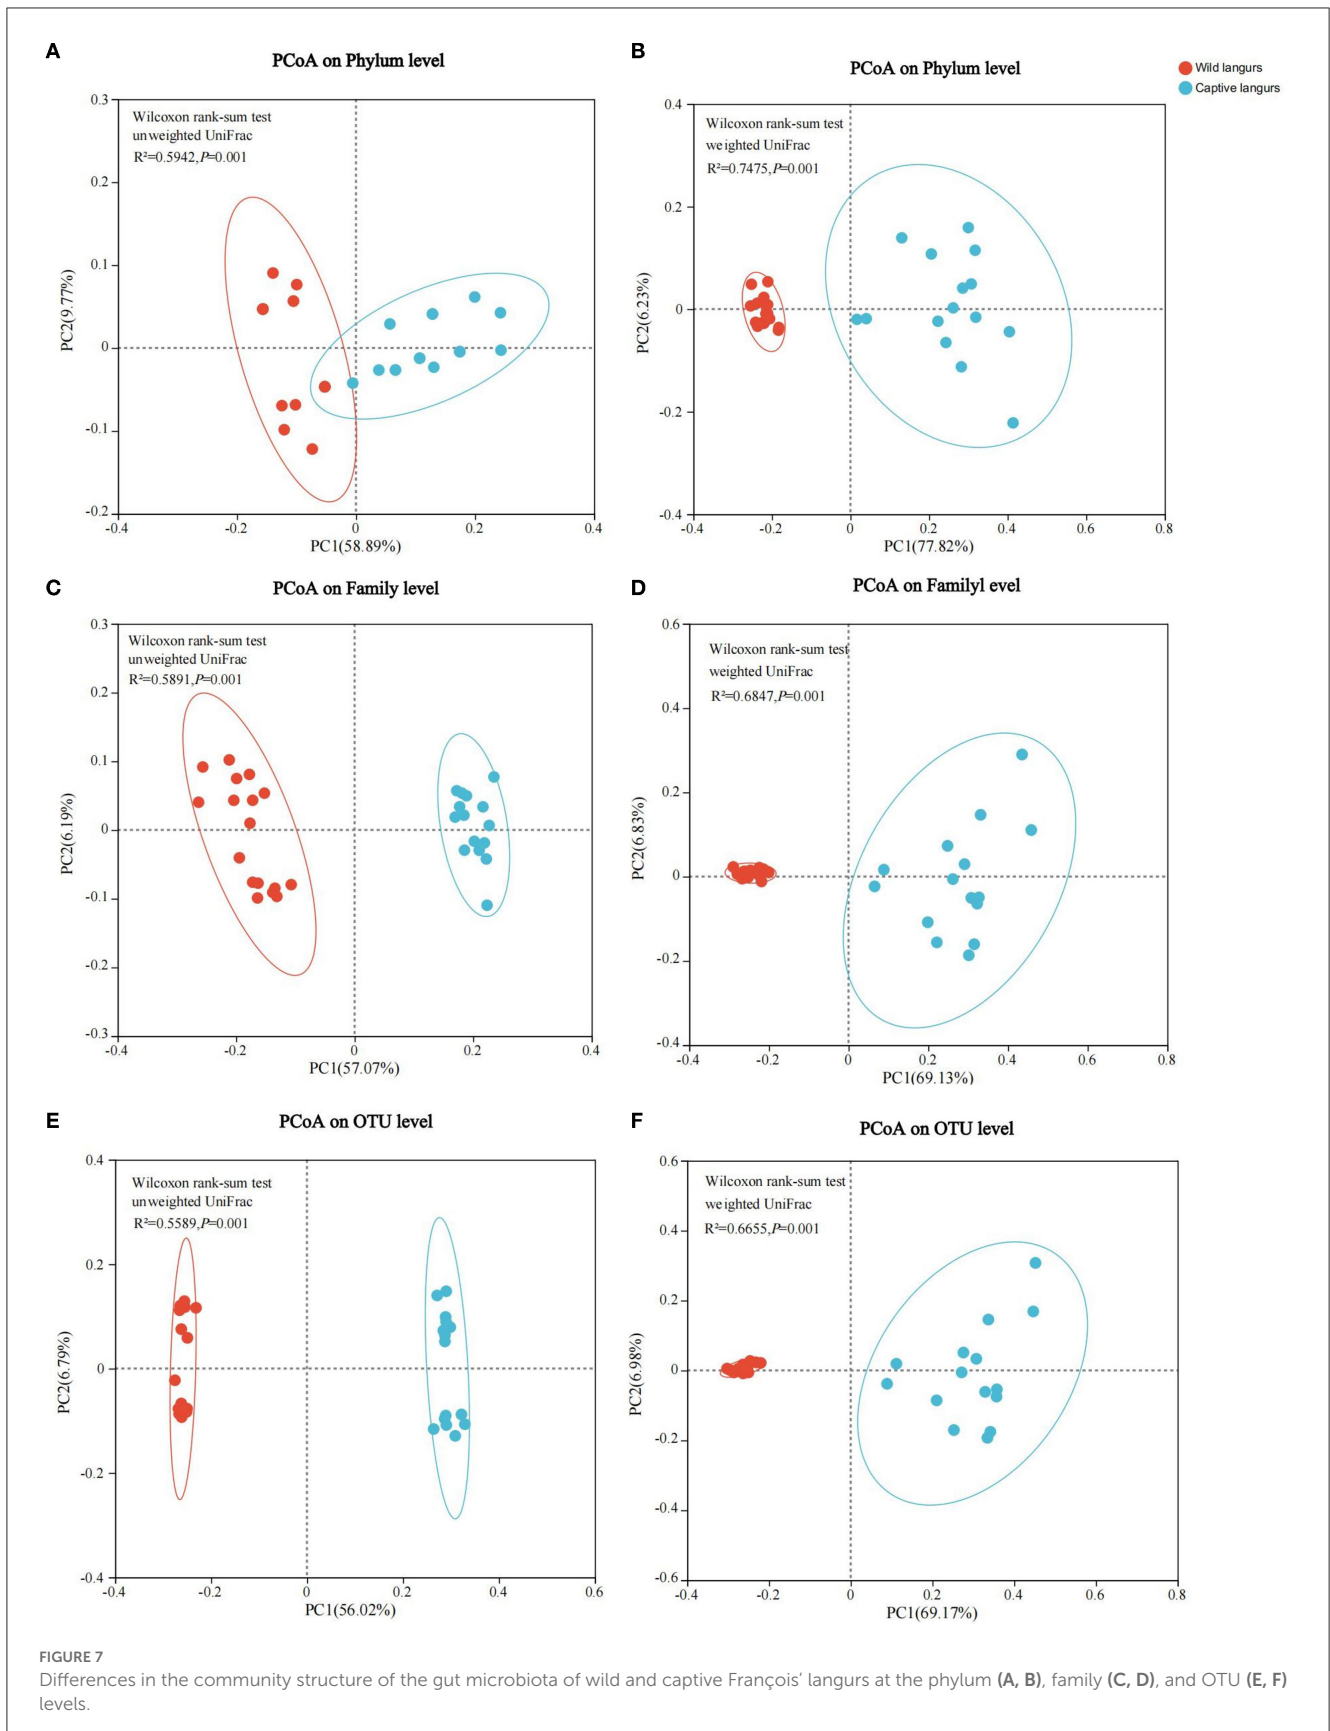 A
PCoA on Phylum level
Wilcoxon rank-sum test
unweighted UniFrac
R²=0.5942,P=0.001
0.3
0.2
0.1
0
-0.1
-0.2
PC2(9.77%)
-0.4
-0.2
0
0.2
0.4
PC1(58.89%)
B
PCoA on Phylum level
Wild langurs
Captive langurs
Wilcoxon rank-sum test
weighted UniFrac
R²=0.7475,P=0.001
0.4
0.2
0
-0.2
-0.4
PC2(6.23%)
-0.4
-0.2
0
0.2
0.4
0.6
0.8
PC1(77.82%)
C
PCoA on Family level
Wilcoxon rank-sum test
unweighted UniFrac
R²=0.5891,P=0.001
0.3
0.2
0.1
0
-0.1
-0.2
-0.3
PC2(6.19%)
-0.4
-0.2
0
0.2
0.4
PC1(57.07%)
D
PCoA on Familyl evel
Wilcoxon rank-sum test
weighted UniFrac
R²=0.6847,P=0.001
0.6
0.4
0.2
0
-0.2
-0.4
PC2(6.83%)
-0.4
-0.2
0
0.2
0.4
0.6
0.8
PC1(69.13%)
E
PCoA on OTU level
Wilcoxon rank-sum test
unweighted UniFrac
R²=0.5589,P=0.001
0.4
0.2
0
-0.2
-0.4
PC2(6.79%)
-0.4
-0.2
0
0.2
0.4
0.6
PC1(56.02%)
F
PCoA on OTU level
Wilcoxon rank-sum test
weighted UniFrac
R²=0.6655,P=0.001
0.6
0.4
0.2
0
-0.2
-0.4
-0.6
PC2(6.98%)
-0.4
-0.2
0
0.2
0.4
0.6
0.8
PC1(69.17%)
FIGURE 7
Differences in the community structure of the gut microbiota of wild and captive François' langurs at the phylum (A, B), family (C, D), and OTU (E, F)
levels.